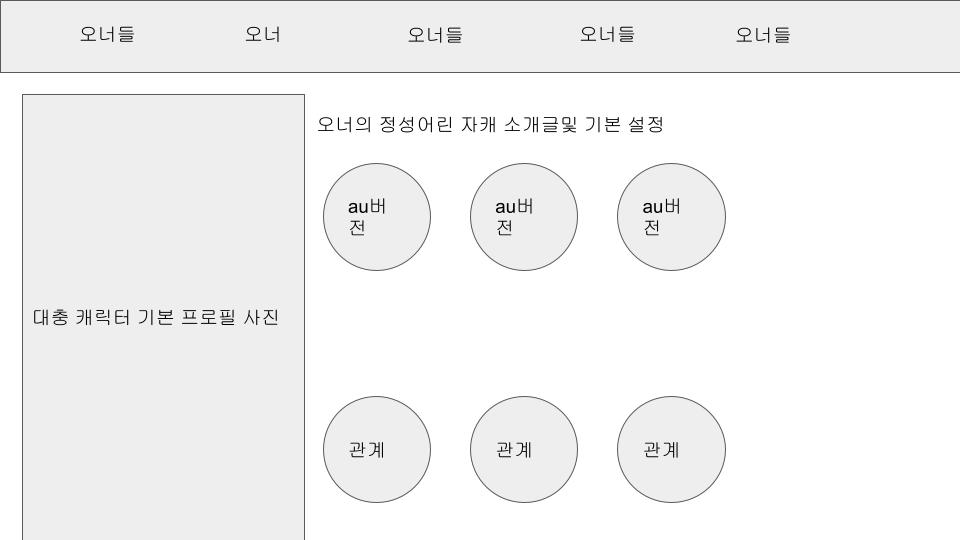 오너들 오너 오너들 오너들 오너들
오너의 정성어린 자캐 소개글및 기본 설정
au버 au버 au버
전 전 전
대충 캐릭터 기본 프로필 사진
관계 관계 관계